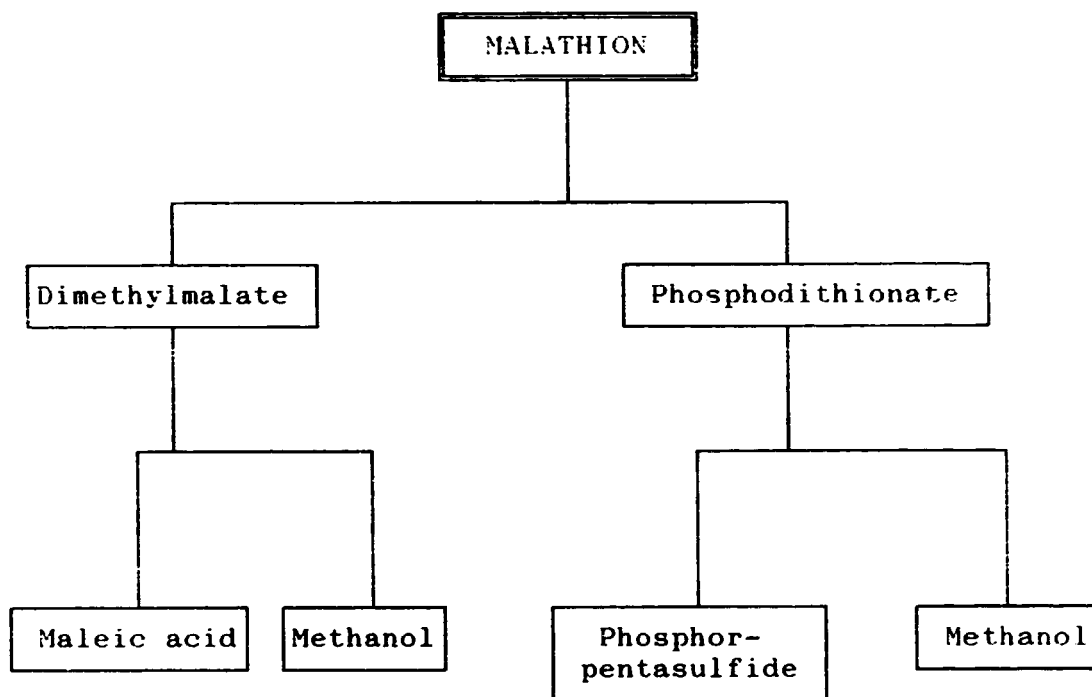 MALATHION
Dimethylmalate
Phosphodithionate
Maleic acid
Methanol
Phosphor-
pentasulfide
Methanol